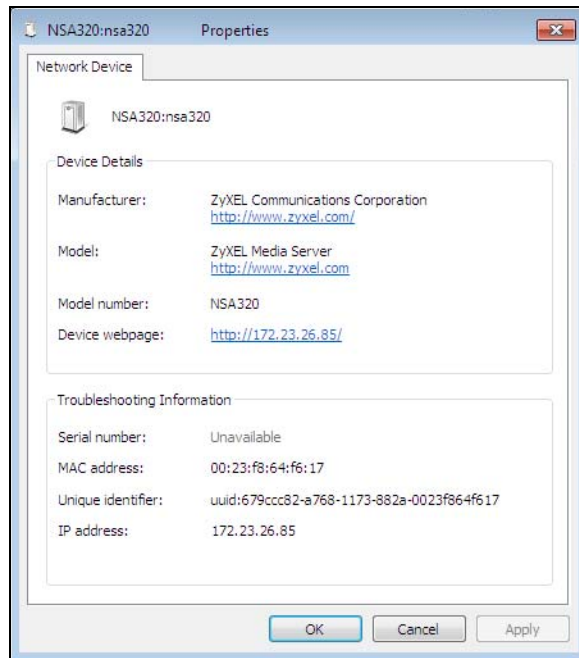 NSA320:nsa320 Properties
Network Device
NSA320:nsa320
Device Details
Manufacturer: ZyXEL Communications Corporation
http://www.zyxel.com/
Model: ZyXEL Media Server
http://www.zyxel.com
Model number: NSA320
Device webpage: http://172.23.26.85/
Troubleshooting Information
Serial number: Unavailable
MAC address: 00:23:f8:64:f6:17
Unique identifier: uuid:679ccc82-a768-1173-882a-0023f864f617
IP address: 172.23.26.85
OK Cancel Apply